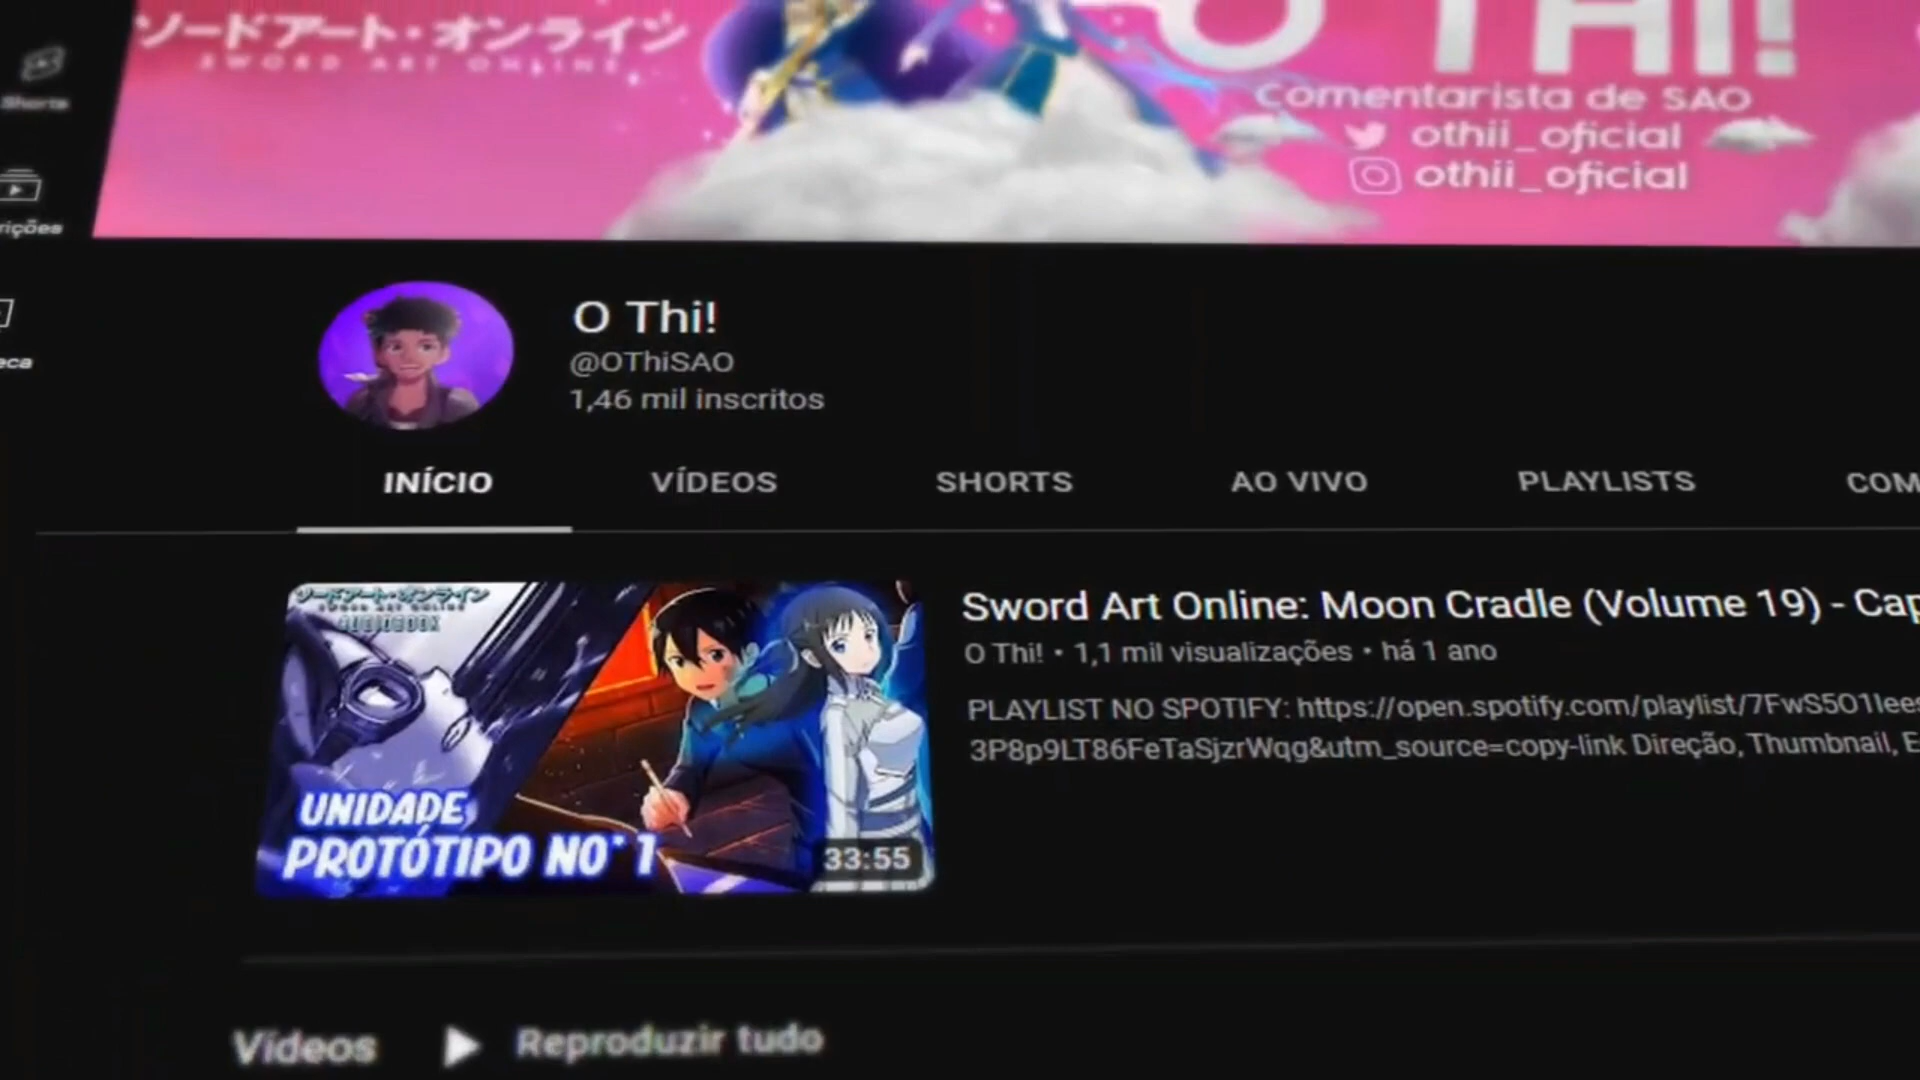 ソードアート・オンライン
SWORD ART ONLINE
O THI!
Comentarista de SAO
othii_oficial
othii_oficial
Shorts
O Thi!
@OThiSAO
1,46 mil inscritos
INÍCIO VÍDEOS SHORTS AO VIVO PLAYLISTS COM
ソードアート・オンライン
SWORD ART ONLINE
UNIDADE
PROTÓTIPO NO° 1
33:55
Sword Art Online: Moon Cradle (Volume 19) - Cap
O Thi! • 1,1 mil visualizações • há 1 ano
PLAYLIST NO SPOTIFY: https://open.spotify.com/playlist/7FwS5O1lees
3P8p9LT86FeTaSjzrWqg&utm_source=copy-link Direção, Thumbnail, E
Vídeos Reproduzir tudo